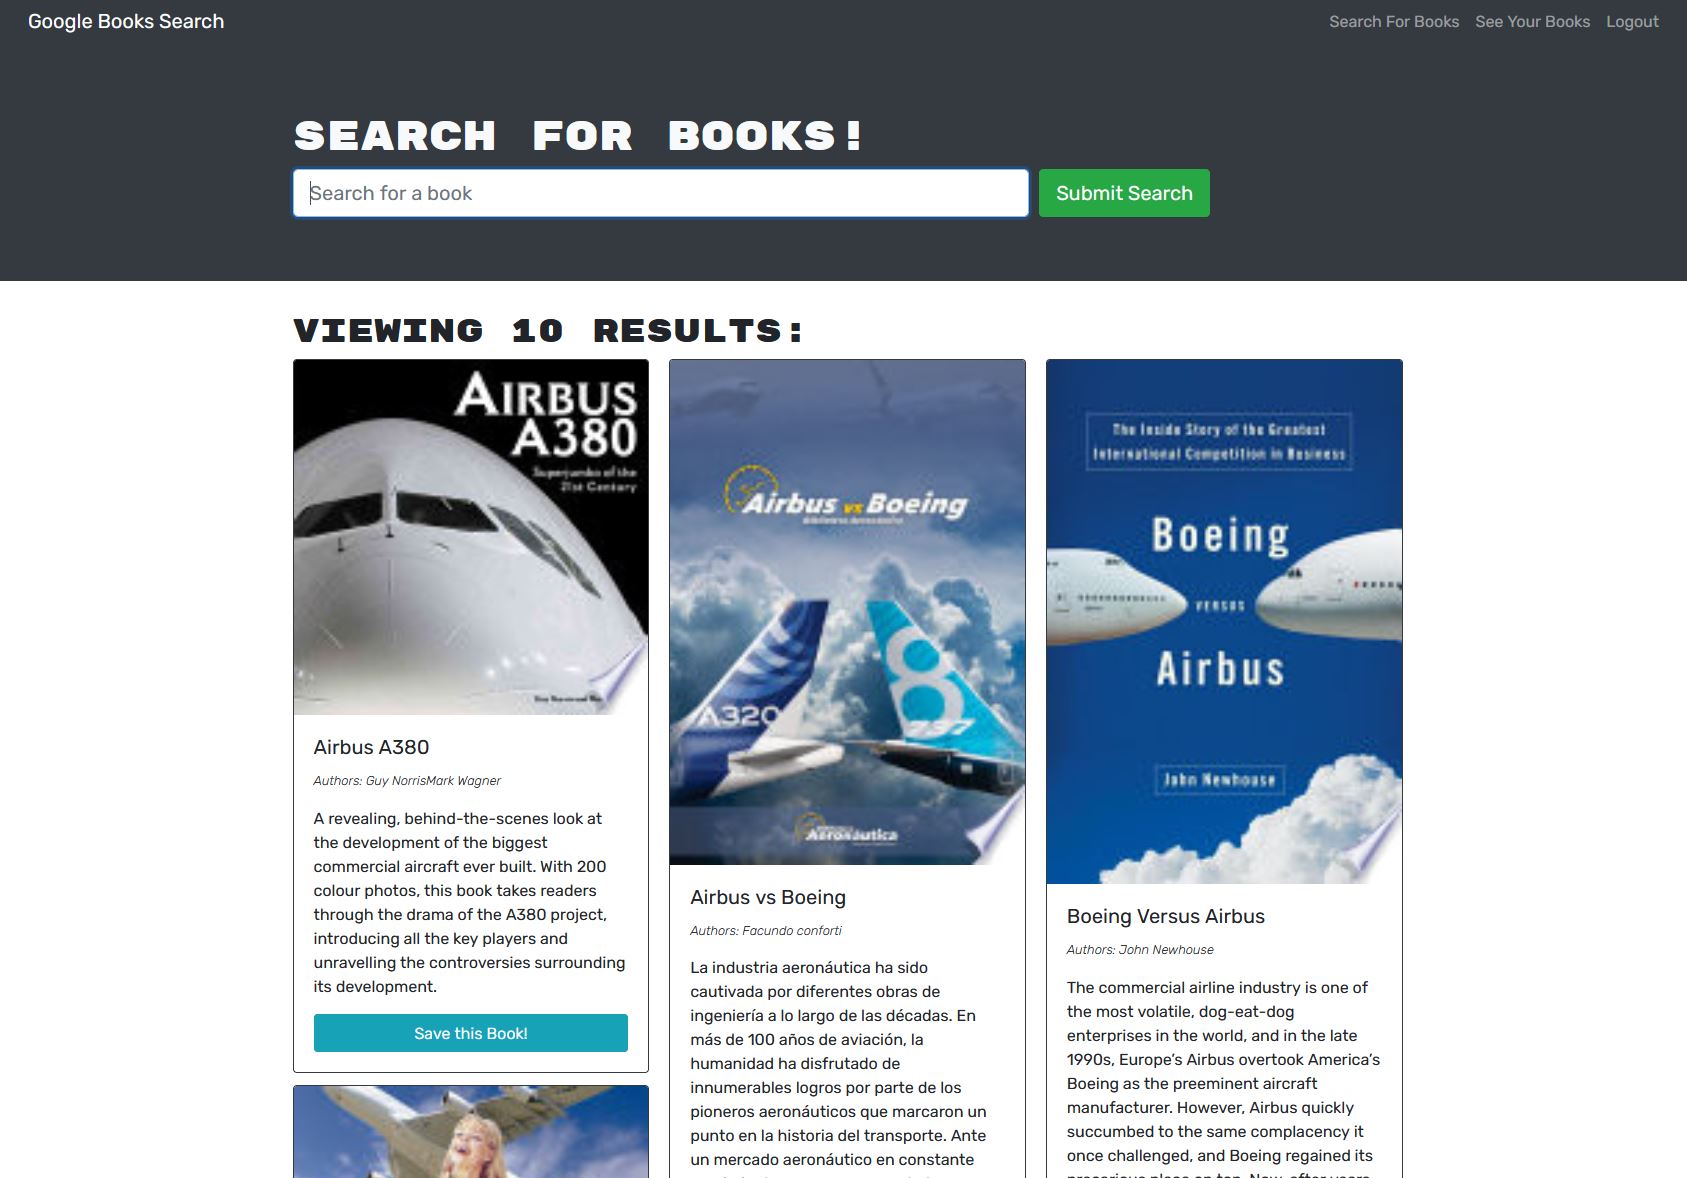 Google Books Search
Search For Books
See Your Books
Logout
SEARCH FOR BOOKS!
Search for a book
Submit Search
VIEWING 10 RESULTS:
AIRBUS
A380
Superjumbo of the
21st Century
Airbus A380
Authors: Guy NorrisMark Wagner
A revealing, behind-the-scenes look at
the development of the biggest
commercial aircraft ever built. With 200
colour photos, this book takes readers
through the drama of the A380 project,
introducing all the key players and
unravelling the controversies surrounding
its development.
Save this Book!
Airbus vs Boeing
A320
737
Aeronautica
Airbus vs Boeing
Authors: Facundo conforti
La industria aeronáutica ha sido
cautivada por diferentes obras de
ingeniería a lo largo de las décadas. En
más de 100 años de aviación, la
humanidad ha disfrutado de
innumerables logros por parte de los
pioneros aeronáuticos que marcaron un
punto en la historia del transporte. Ante
un mercado aeronáutico en constante
The Inside Story of the Greatest
International Competition in Business
Boeing
VERSUS
Airbus
John Newhouse
Boeing Versus Airbus
Authors: John Newhouse
The commercial airline industry is one of
the most volatile, dog-eat-dog
enterprises in the world, and in the late
1990s, Europe’s Airbus overtook America’s
Boeing as the preeminent aircraft
manufacturer. However, Airbus quickly
succumbed to the same complacency it
once challenged, and Boeing regained its
precarious place on top. Now, after years